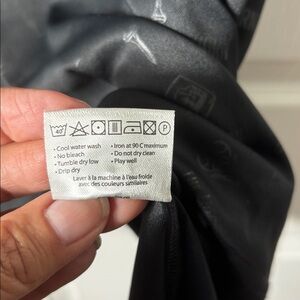 40
P
• Cool water wash
• No bleach
• Tumble dry low
• Drip dry
• Iron at 90 C maximum
• Do not dry clean
• Play well
Laver à la machine à l'eau froide
avec des couleurs similaires